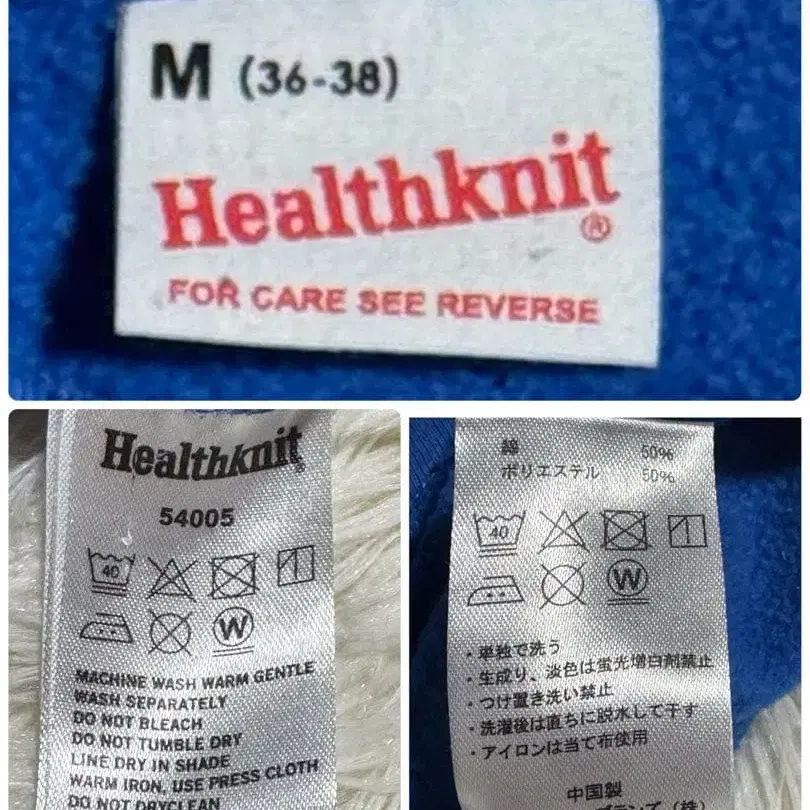 M (36-38)
Healthknit
®
FOR CARE SEE REVERSE
Healthknit
54005
40
W
MACHINE WASH WARM GENTLE
WASH SEPARATELY
DO NOT BLEACH
DO NOT TUMBLE DRY
LINE DRY IN SHADE
WARM IRON, USE PRESS CLOTH
DO NOT DRYCLEAN
綿 50%
ポリエステル 50%
40
W
・単独で洗う
・生成り、淡色は蛍光増白剤禁止
・つけ置き洗い禁止
・洗濯後は直ちに脱水して干す
・アイロンは当て布使用
中国製
ブランズ(株)